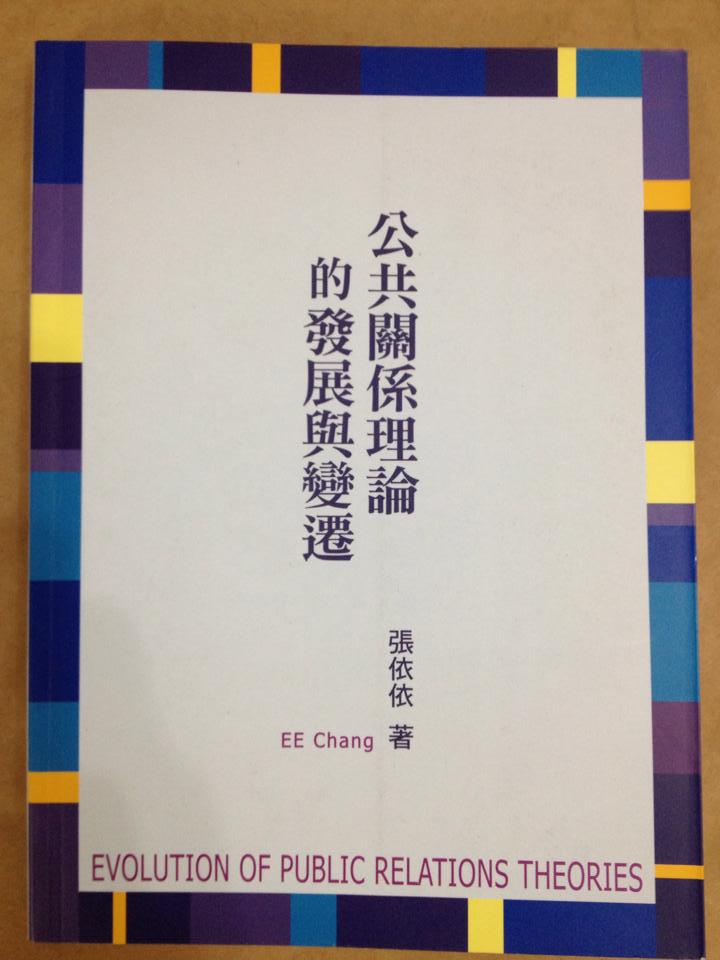 公共關係理論
的發展與變遷
張依依 著
EE Chang
EVOLUTION OF PUBLIC RELATIONS THEORIES